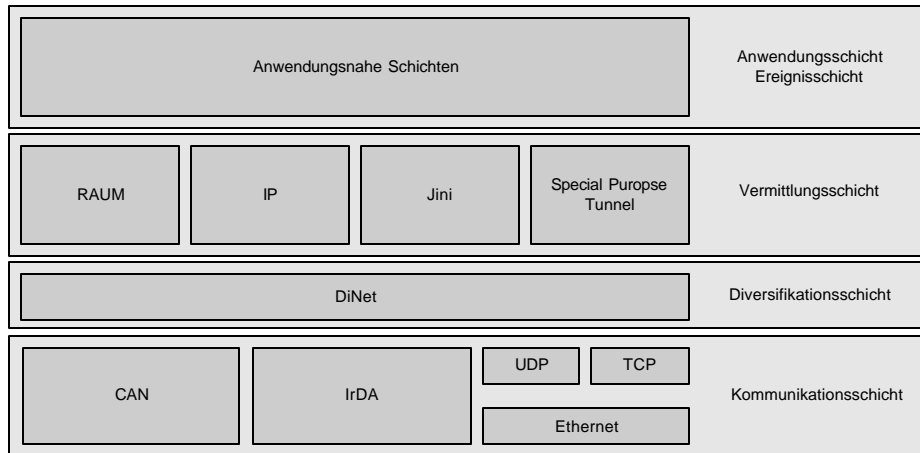 Anwendungsnahe Schichten
Anwendungsschicht
Ereignisschicht
RAUM
IP
Jini
Special Puropse
Tunnel
Vermittlungsschicht
DiNet
Diversifikationsschicht
CAN
IrDA
UDP
TCP
Ethernet
Kommunikationsschicht